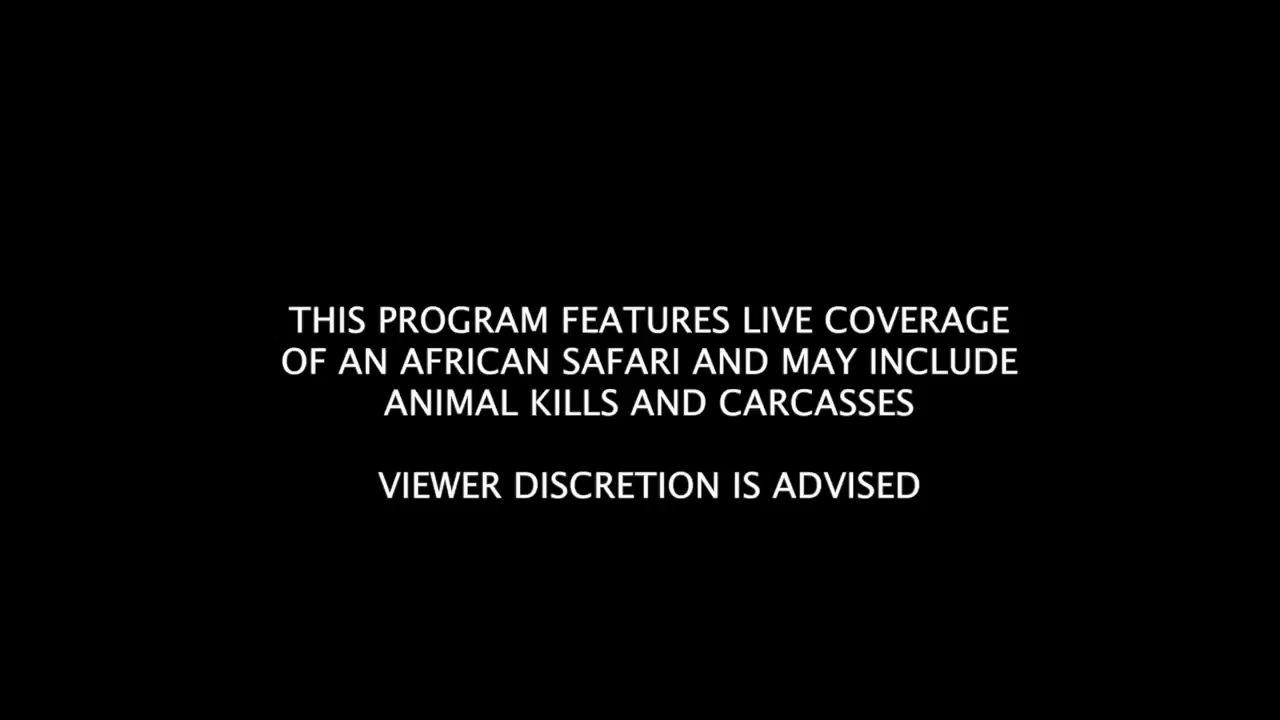 THIS PROGRAM FEATURES LIVE COVERAGE
OF AN AFRICAN SAFARI AND MAY INCLUDE
ANIMAL KILLS AND CARCASSES
VIEWER DISCRETION IS ADVISED